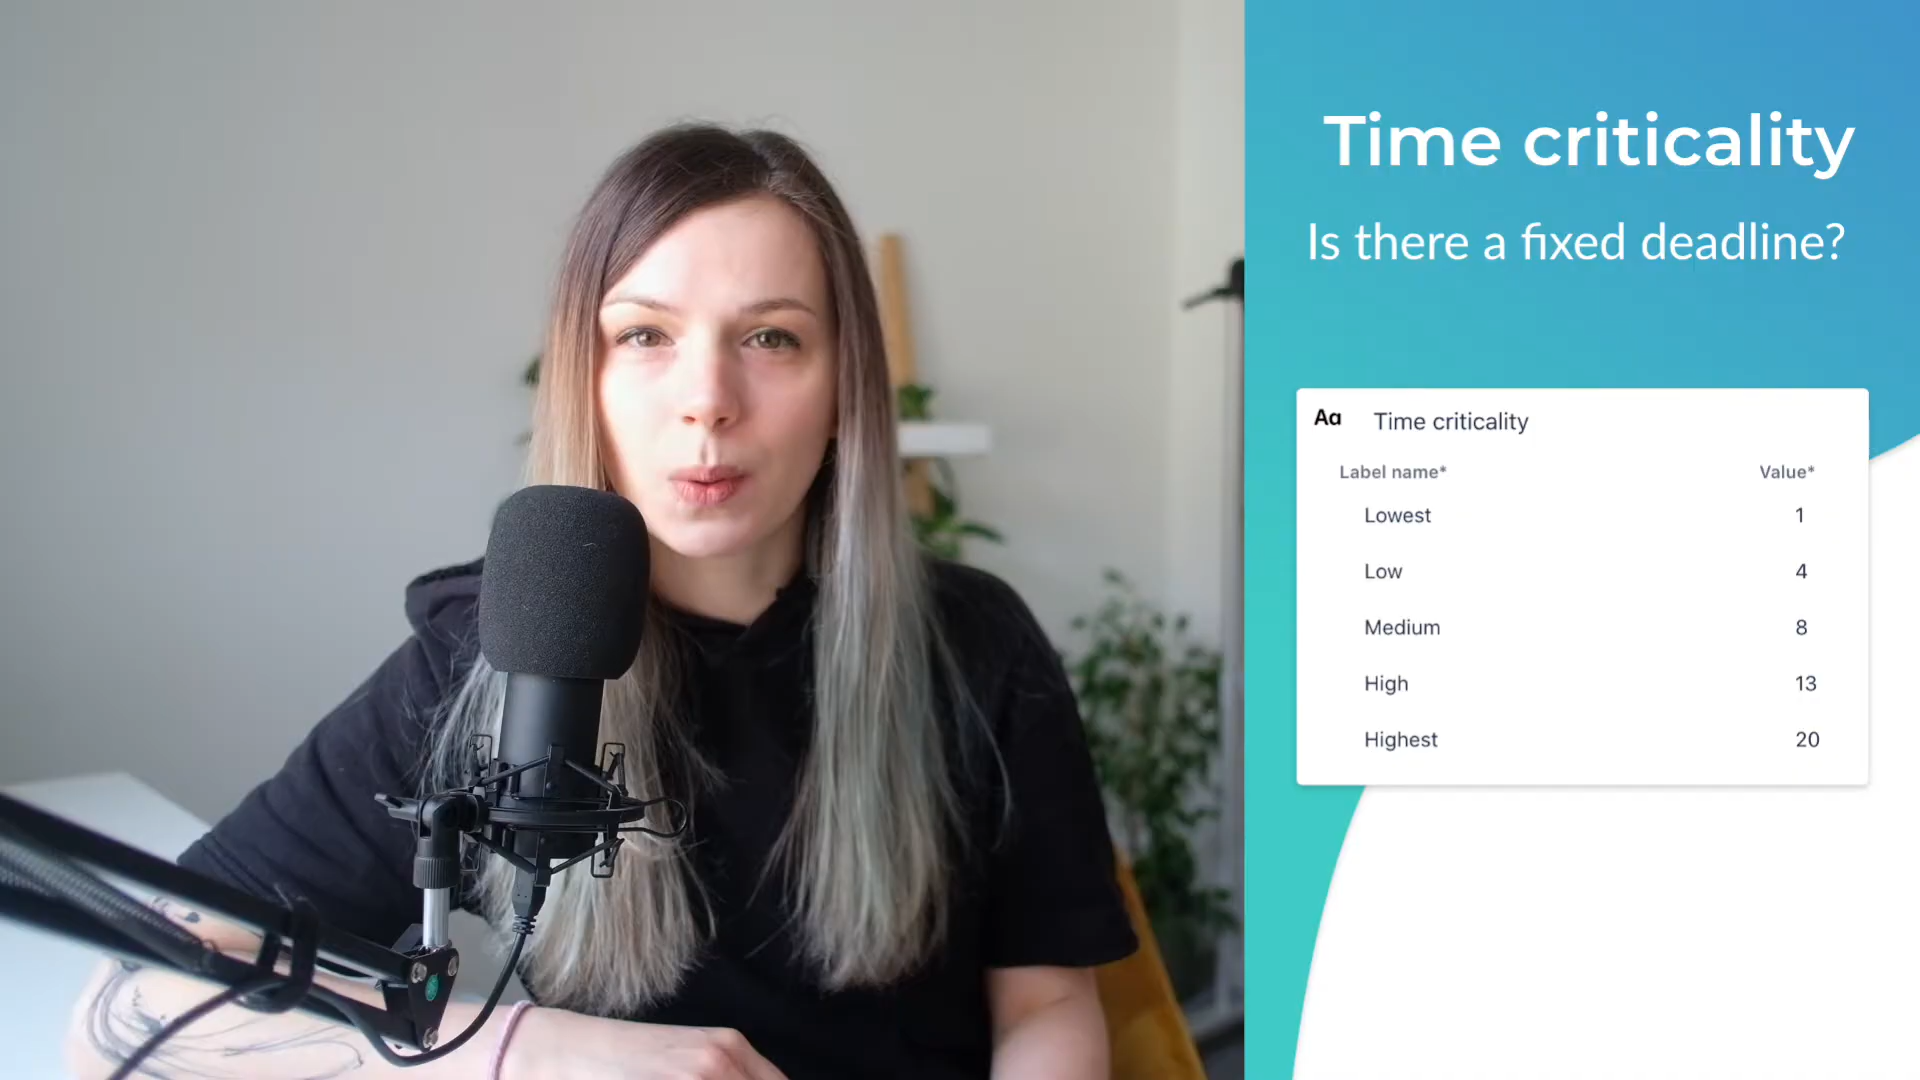 Time criticality
Is there a fixed deadline?
Aa Time criticality
Label name* Value*
Lowest 1
Low 4
Medium 8
High 13
Highest 20